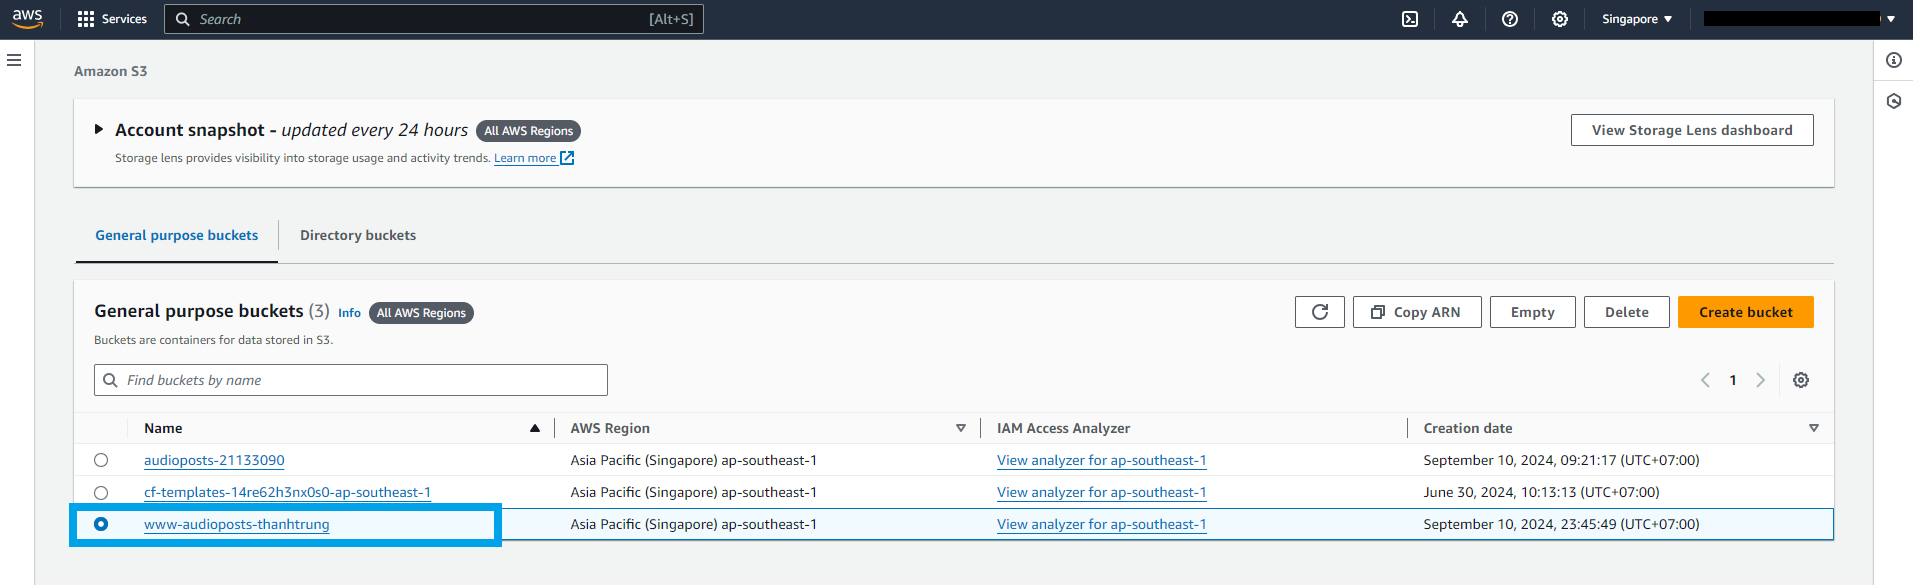 aws Services Search [Alt+S] Singapore
Amazon S3
Account snapshot - updated every 24 hours All AWS Regions View Storage Lens dashboard
Storage lens provides visibility into storage usage and activity trends. Learn more
General purpose buckets Directory buckets
General purpose buckets (3) Info All AWS Regions Copy ARN Empty Delete Create bucket
Buckets are containers for data stored in S3.
Find buckets by name 1
Name AWS Region IAM Access Analyzer Creation date
audioposts-21133090 Asia Pacific (Singapore) ap-southeast-1 View analyzer for ap-southeast-1 September 10, 2024, 09:21:17 (UTC+07:00)
cf-templates-14re62h3nx0s0-ap-southeast-1 Asia Pacific (Singapore) ap-southeast-1 View analyzer for ap-southeast-1 June 30, 2024, 10:13:13 (UTC+07:00)
www-audioposts-thanhtrung Asia Pacific (Singapore) ap-southeast-1 View analyzer for ap-southeast-1 September 10, 2024, 23:45:49 (UTC+07:00)